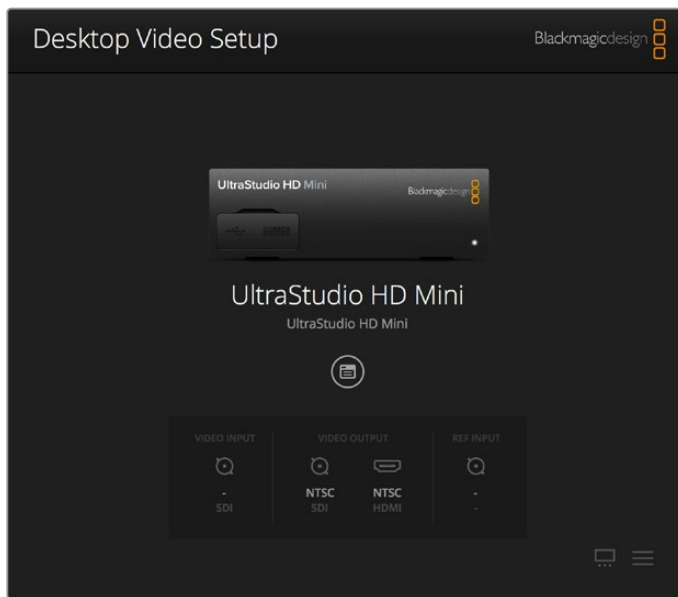 Desktop Video Setup
Blackmagicdesign
UltraStudio HD Mini
Blackmagicdesign
UltraStudio HD Mini
UltraStudio HD Mini
VIDEO INPUT
VIDEO OUTPUT
REF INPUT
-
NTSC
NTSC
-
SDI
SDI
HDMI
-